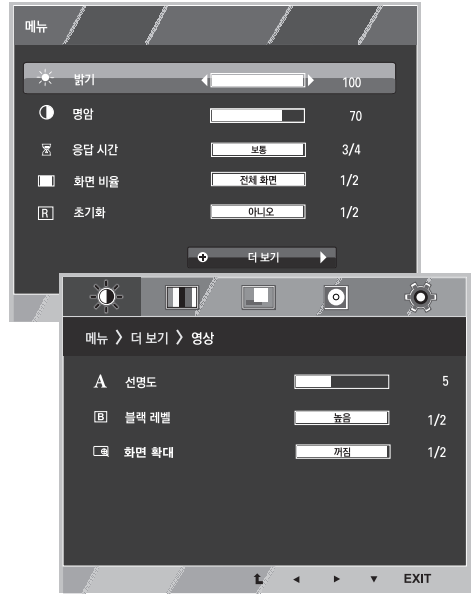 메뉴
밝기 100
명암 70
응답 시간 보통 3/4
화면 비율 전체 화면 1/2
R 초기화 아니오 1/2
더 보기
메뉴 > 더 보기 > 영상
A 선명도 5
B 블랙 레벨 높음 1/2
화면 확대 꺼짐 1/2
EXIT